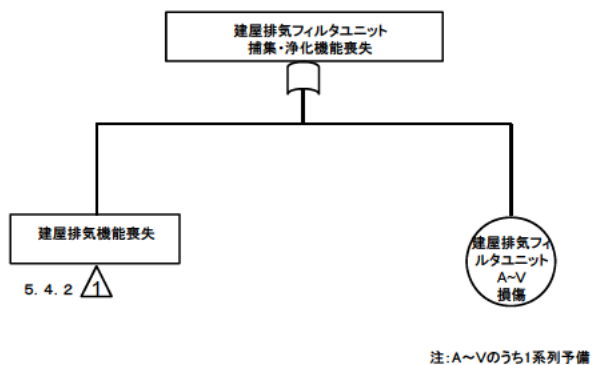 建屋排気フィルタユニット
捕集・浄化機能喪失
建屋排気機能喪失
5.4.2 1
建屋排気フィ
ルタユニット
A~V
損傷
注:A～Vのうち1系列予備